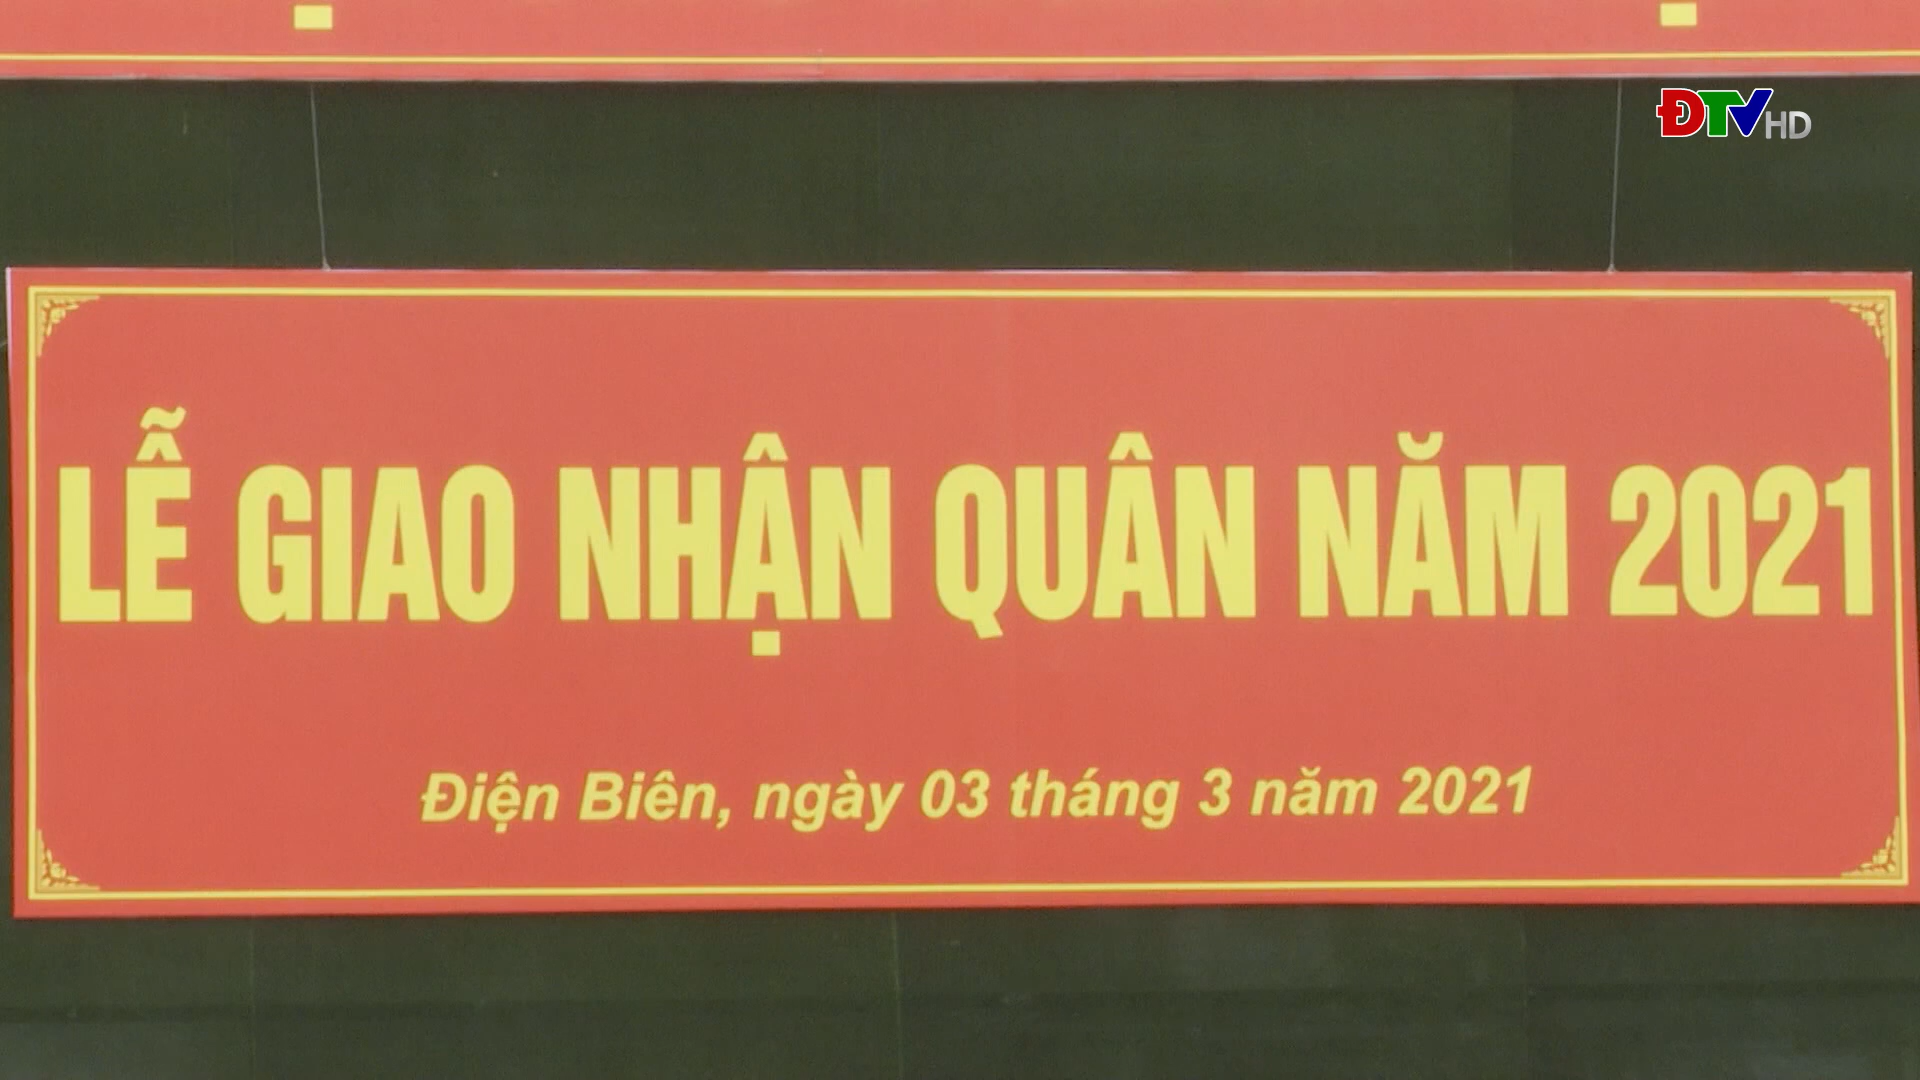 ĐTV HD
LỄ GIAO NHẬN QUÂN NĂM 2021
Điện Biên, ngày 03 tháng 3 năm 2021